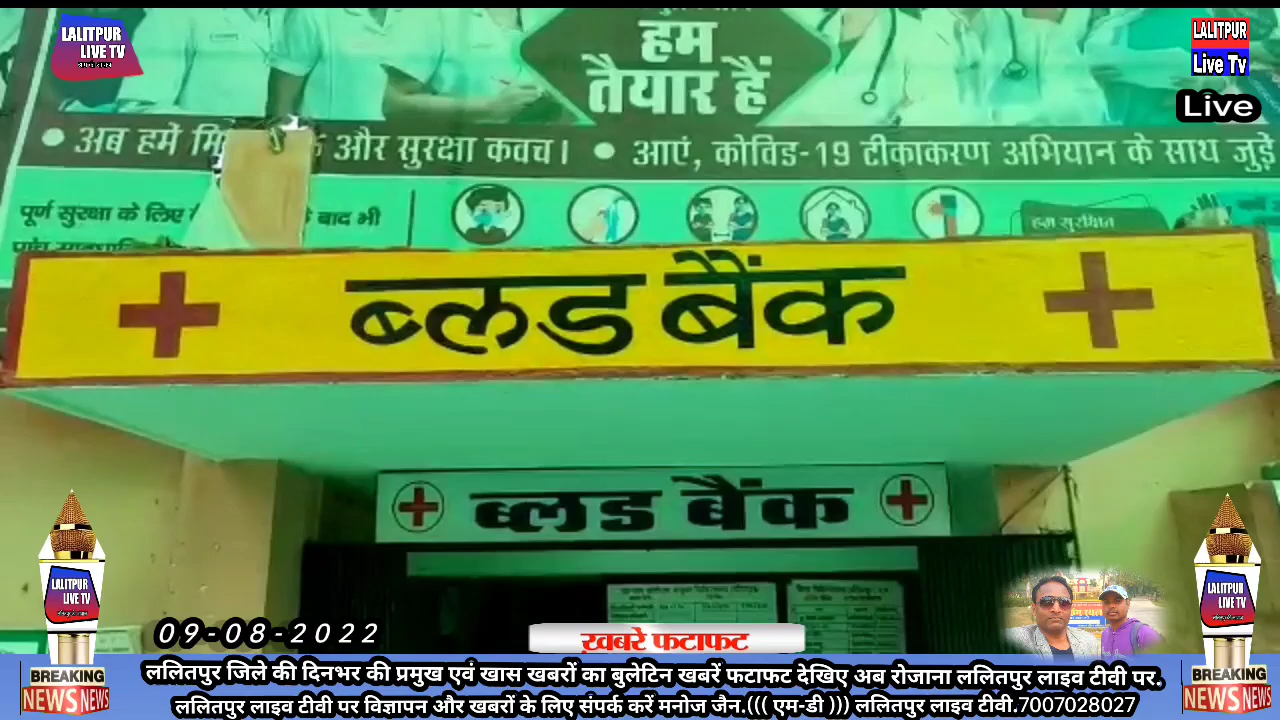 LALITPUR
LIVE TV
LALITPUR
Live Tv
Live
हम
तैयार हैं
• अब हमें और सुरक्षा कवच। • आएं, कोविड-19 टीकाकरण अभियान के साथ जुड़ें
पूर्ण सुरक्षा के लिए बाद भी
हम सुरक्षित
+ ब्लड बैंक +
+ ब्लड बैंक +
LALITPUR
LIVE TV
LALITPUR
LIVE TV
09-08-2022
ख़बरे फटाफट
BREAKING
NEWS NEWS
BREAKING
NEWS NEWS
ललितपुर जिले की दिनभर की प्रमुख एवं खास खबरों का बुलेटिन खबरें फटाफट देखिए अब रोजाना ललितपुर लाइव टीवी पर.
ललितपुर लाइव टीवी पर विज्ञापन और खबरों के लिए संपर्क करें मनोज जैन.((( एम-डी ))) ललितपुर लाइव टीवी.7007028027